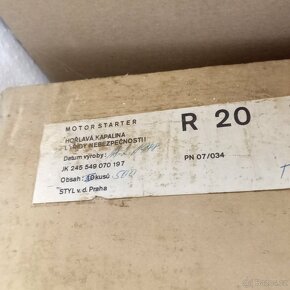 MOTOR STARTER
HOŘLAVÁ KAPALINA
I. TŘÍDY NEBEZPEČNOSTI !
R 20
Datum výroby:
PN 07/034
JK 245 549 070 197
Obsah: kusů
STYL v. d. Praha